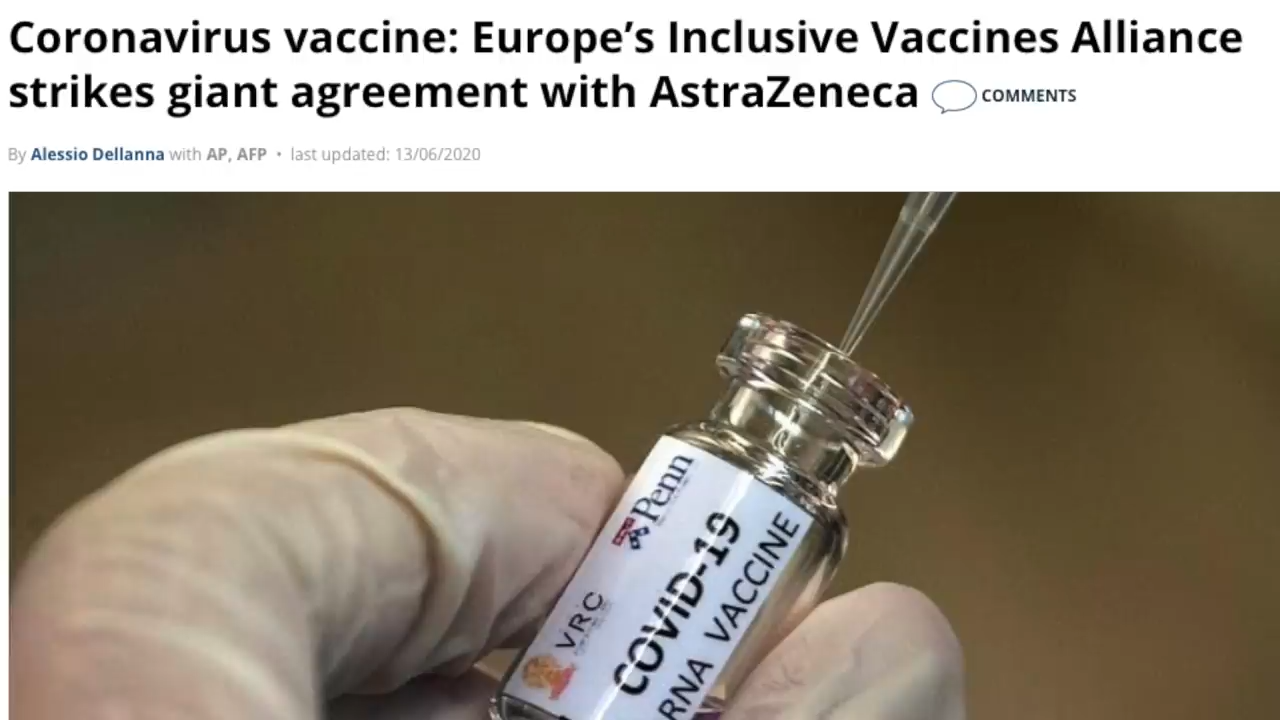 Coronavirus vaccine: Europe’s Inclusive Vaccines Alliance
strikes giant agreement with AstraZeneca COMMENTS
By Alessio Dellanna with AP, AFP • last updated: 13/06/2020
Penn
VRC
COVID-19
RNA VACCINE